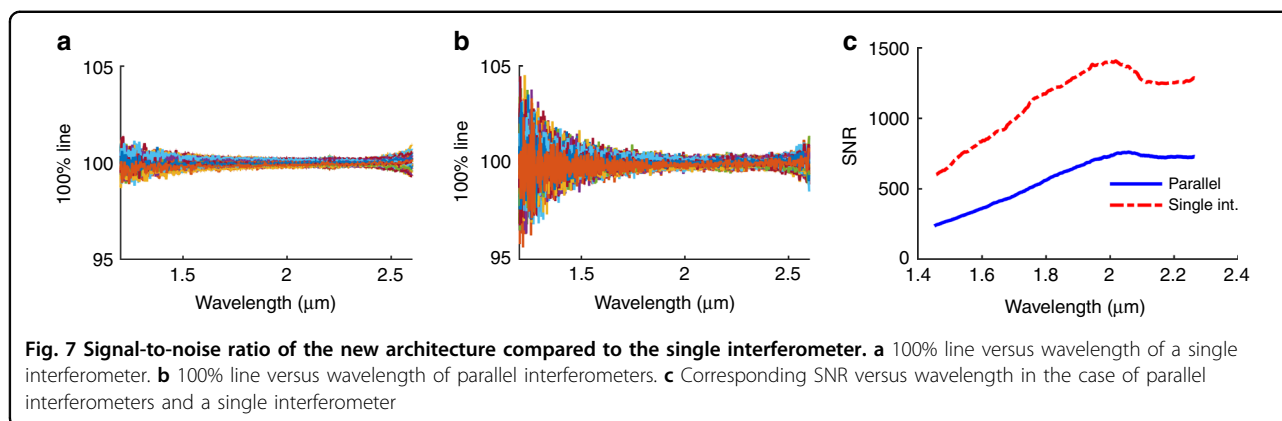 a
105
100
95
100% line
1.5
2
2.5
Wavelength (μm)
b
105
100
95
100% line
1.5
2
2.5
Wavelength (μm)
c
1500
1000
500
0
SNR
Parallel
Single int.
1.4
1.6
1.8
2
2.2
2.4
Wavelength (μm)
Fig. 7 Signal-to-noise ratio of the new architecture compared to the single interferometer. a 100% line versus wavelength of a single
interferometer. b 100% line versus wavelength of parallel interferometers. c Corresponding SNR versus wavelength in the case of parallel
interferometers and a single interferometer